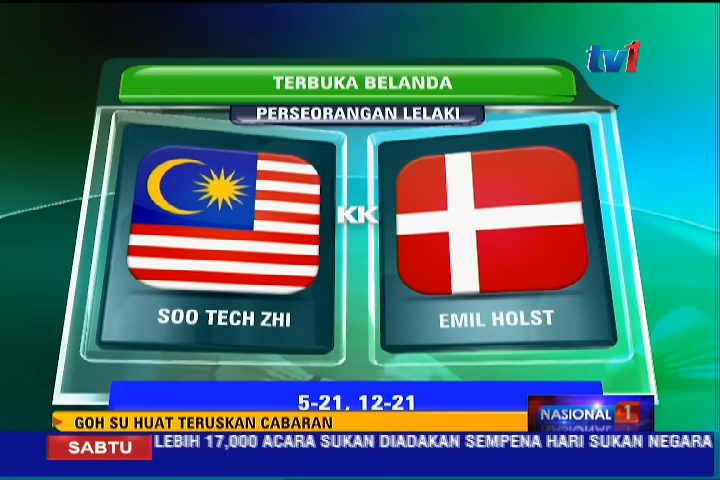 tv1
TERBUKA BELANDA
PERSEORANGAN LELAKI
KK
SOO TECH ZHI
EMIL HOLST
5-21, 12-21
GOH SU HUAT TERUSKAN CABARAN
NASIONAL 1
SABTU
LEBIH 17,000 ACARA SUKAN DIADAKAN SEMPENA HARI SUKAN NEGARA